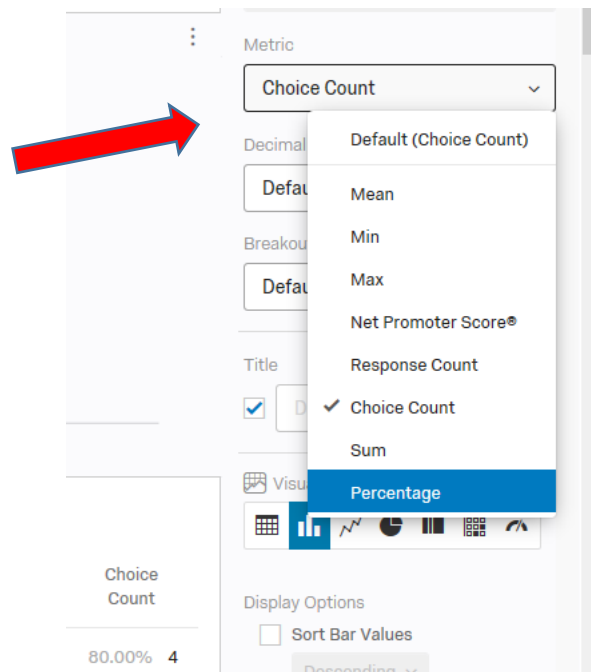 Metric
Choice Count
Default (Choice Count)
Decimal
Defau
Mean
Min
Breakou
Max
Defau
Net Promoter Score®
Title
Response Count
D
Choice Count
Sum
Visu
Percentage
Choice
Count
Display Options
Sort Bar Values
80.00% 4
Descending